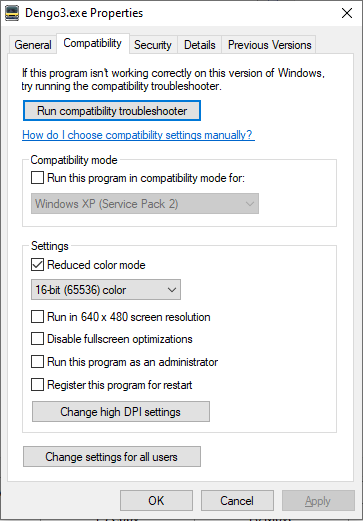 Dengo3.exe Properties
General
Compatibility
Security
Details
Previous Versions
If this program isn't working correctly on this version of Windows,
try running the compatibility troubleshooter.
Run compatibility troubleshooter
How do I choose compatibility settings manually?
Compatibility mode
Run this program in compatibility mode for:
Windows XP (Service Pack 2)
Settings
Reduced color mode
16-bit (65536) color
Run in 640 x 480 screen resolution
Disable fullscreen optimizations
Run this program as an administrator
Register this program for restart
Change high DPI settings
Change settings for all users
OK
Cancel
Apply